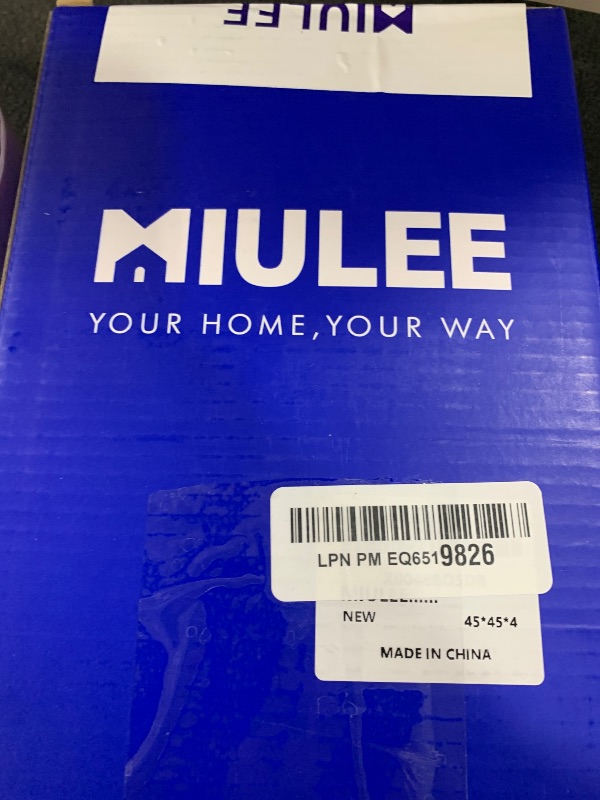 MIULEE
MIULEE
YOUR HOME, YOUR WAY
LPN PM EQ6519826
NEW 45*45*4
MADE IN CHINA